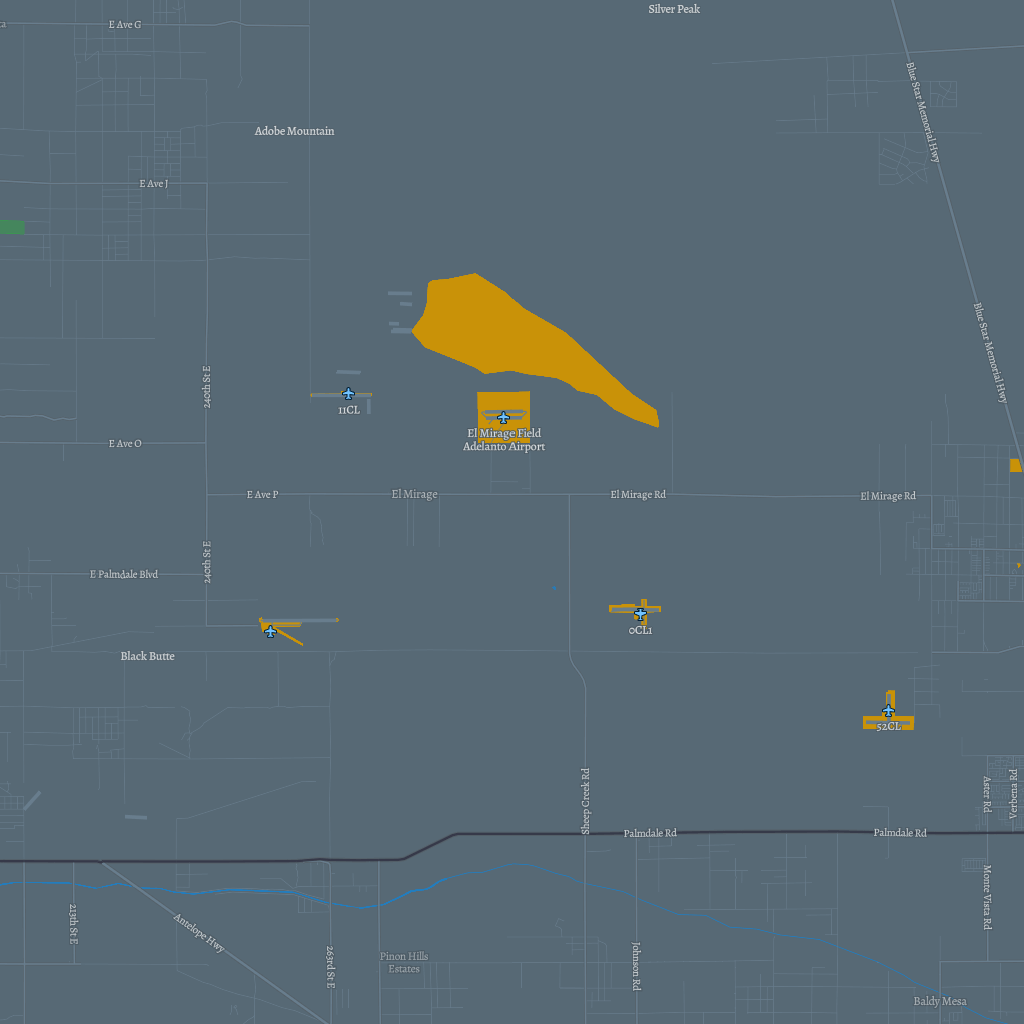 Silver Peak
E Ave G
Blue Star Memorial Hwy
Adobe Mountain
E Ave J
Blue Star Memorial Hwy
240th St E
11CL
El Mirage Field
Adelanto Airport
E Ave O
E Ave P
El Mirage
El Mirage Rd
El Mirage Rd
240th St E
E Palmdale Blvd
0CL1
Black Butte
52CL
Sheep Creek Rd
Aster Rd
Verbena Rd
Palmdale Rd
Palmdale Rd
Monte Vista Rd
213th St E
Antelope Hwy
263rd St E
Pinon Hills
Estates
Johnson Rd
Baldy Mesa